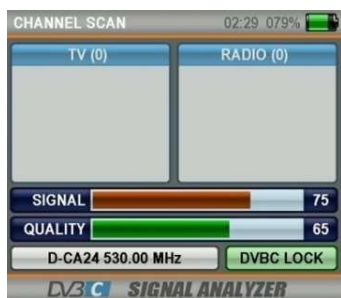 CHANNEL SCAN 02:29 079%
TV (0) RADIO (0)
SIGNAL 75
QUALITY 65
D-CA24 530.00 MHz DVBC LOCK
DVB C SIGNAL ANALYZER